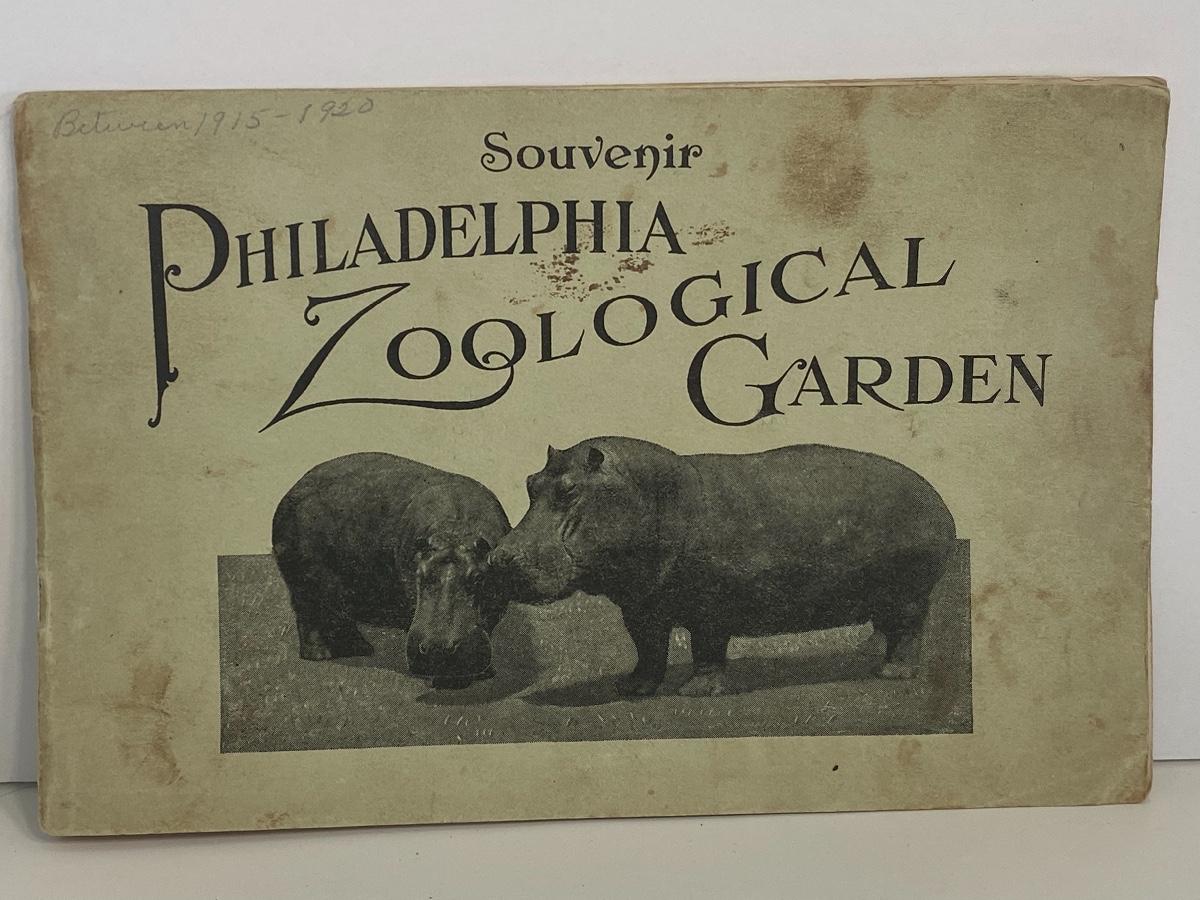 Between 1915-1920
Souvenir
PHILADELPHIA
ZOOLOGICAL
GARDEN